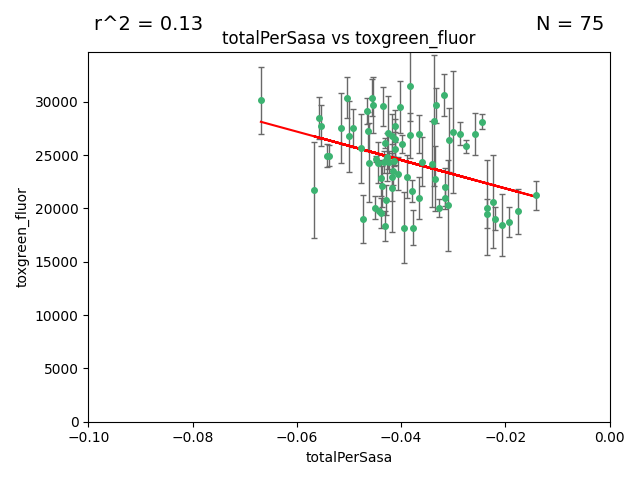 r^2 = 0.13
N = 75
totalPerSasa vs toxgreen_fluor
toxgreen_fluor
30000
25000
20000
15000
10000
5000
0
−0.10
−0.08
−0.06
−0.04
−0.02
0.00
totalPerSasa